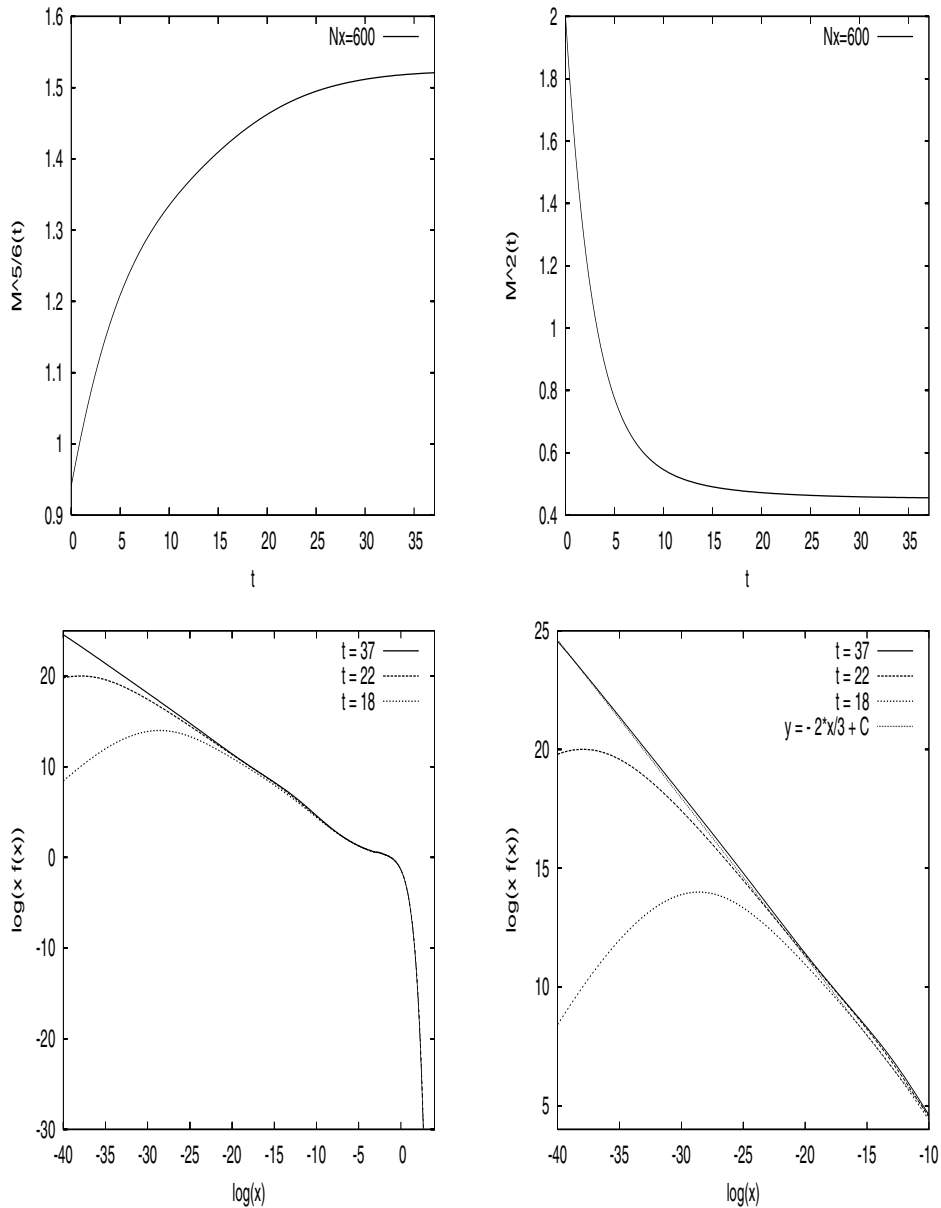 Nx=600
1.6
1.5
1.4
1.3
1.2
1.1
1
0.9
0 5 10 15 20 25 30 35
t
M^5/6(t)
Nx=600
2
1.8
1.6
1.4
1.2
1
0.8
0.6
0.4
0 5 10 15 20 25 30 35
t
M^2(t)
t = 37
t = 22
t = 18
20
10
0
-10
-20
-30
-40 -35 -30 -25 -20 -15 -10 -5 0
log(x)
log(x f(x))
t = 37
t = 22
t = 18
y = - 2*x/3 + C
25
20
15
10
5
-40 -35 -30 -25 -20 -15 -10
log(x)
log(x f(x))